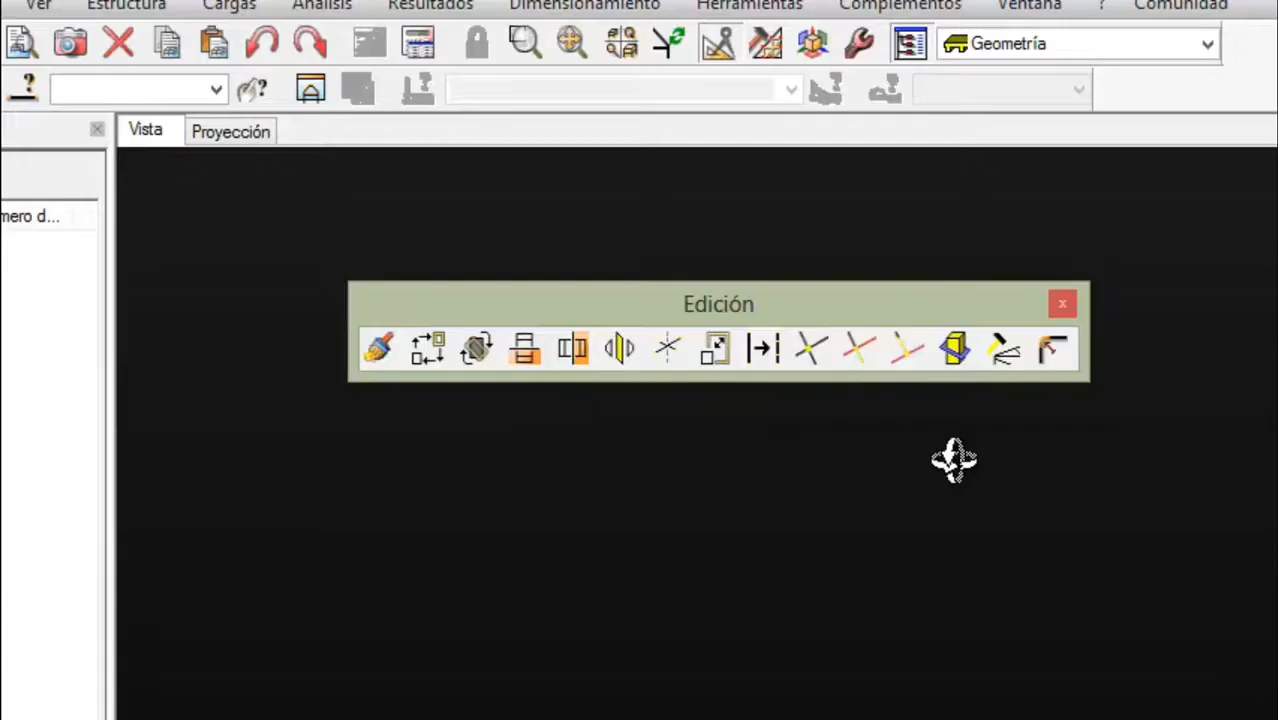 Ver Estructura Cargas Análisis Resultados Dimensionamiento Herramientas Complementos Ventana ? Comunidad
Geometría
Vista Proyección
mero d...
Edición